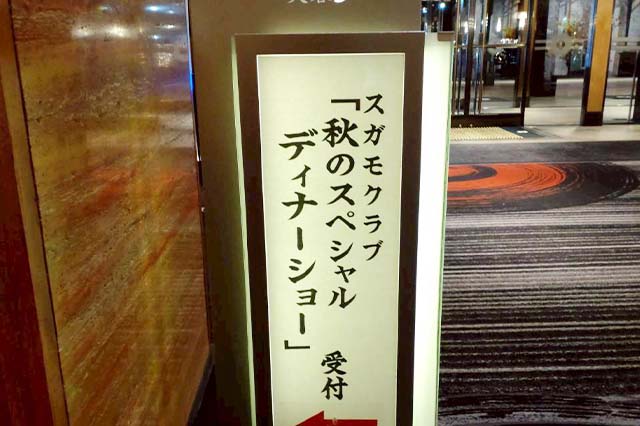 スガモクラブ
「秋のスペシャル
ディナーショー」
受付